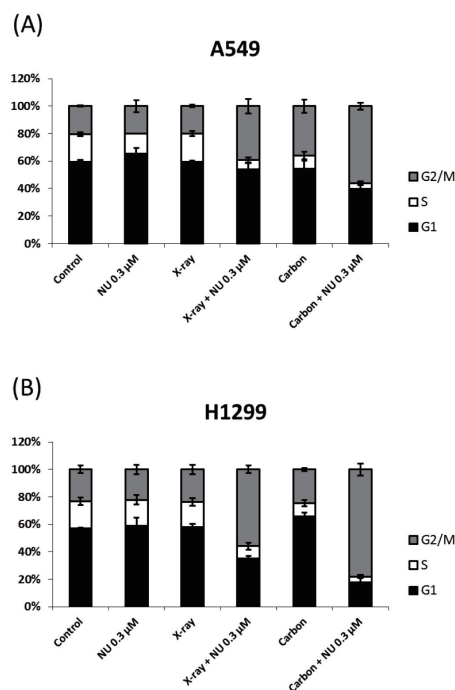 (A)
A549
120%
100%
80%
60%
40%
20%
0%
G2/M
S
G1
Control
NU 0.3 µM
X-ray
X-ray + NU 0.3 µM
Carbon
Carbon + NU 0.3 µM
(B)
H1299
120%
100%
80%
60%
40%
20%
0%
G2/M
S
G1
Control
NU 0.3 µM
X-ray
X-ray + NU 0.3 µM
Carbon
Carbon + NU 0.3 µM